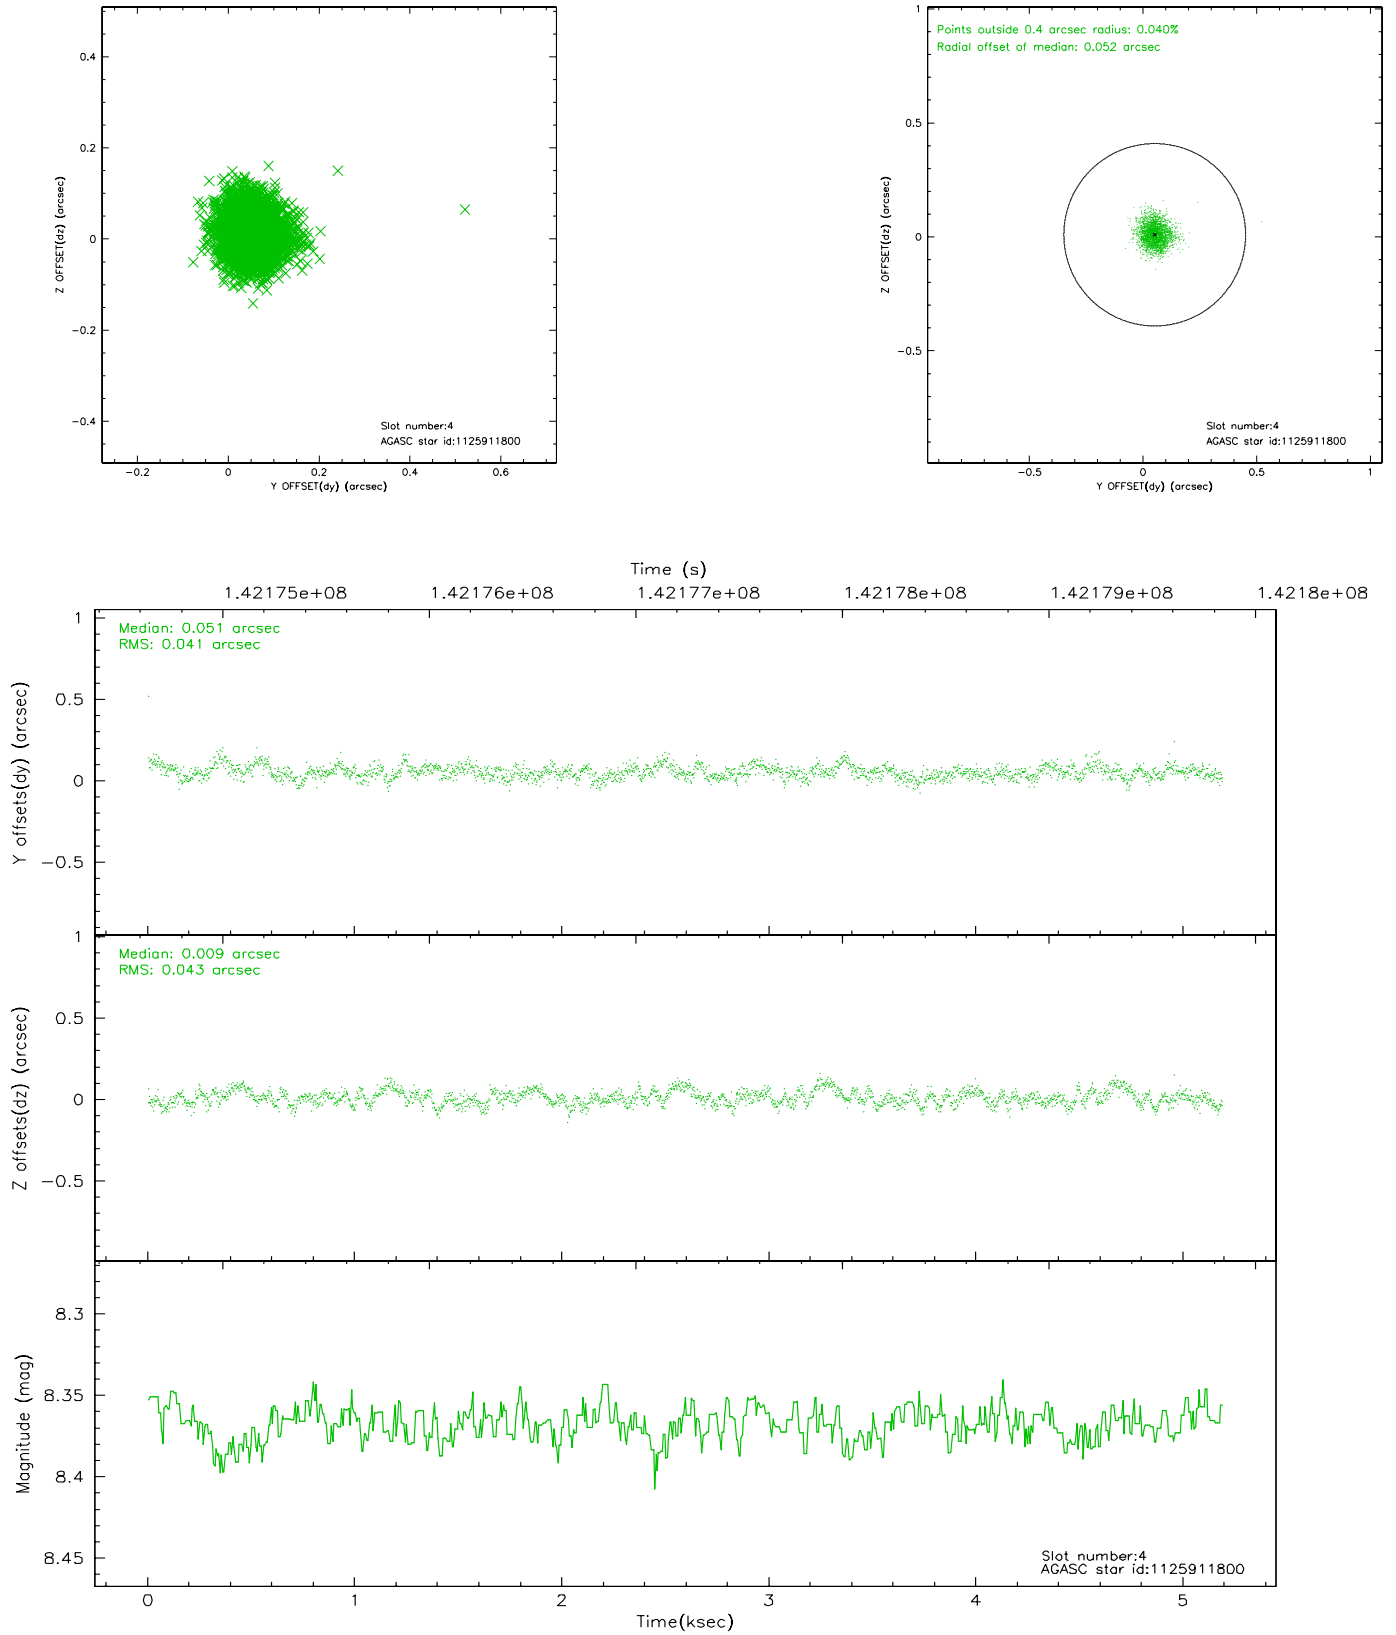 0.4
0.2
0
-0.2
-0.4
Z OFFSET(dz) (arcsec)
Slot number:4
AGASC star id:1125911800
-0.2 0 0.2 0.4 0.6
Y OFFSET(dy) (arcsec)
1
0.5
0
-0.5
Z OFFSET(dz) (arcsec)
Points outside 0.4 arcsec radius: 0.040%
Radial offset of median: 0.052 arcsec
Slot number:4
AGASC star id:1125911800
-0.5 0 0.5 1
Y OFFSET(dy) (arcsec)
Time (s)
1.42175e+08 1.42176e+08 1.42177e+08 1.42178e+08 1.42179e+08 1.4218e+08
Median: 0.051 arcsec
RMS: 0.041 arcsec
1
0.5
0
-0.5
Y offsets(dy) (arcsec)
Median: 0.009 arcsec
RMS: 0.043 arcsec
1
0.5
0
-0.5
Z offsets(dz) (arcsec)
8.3
8.35
8.4
8.45
Magnitude (mag)
Slot number:4
AGASC star id:1125911800
0 1 2 3 4 5
Time(ksec)